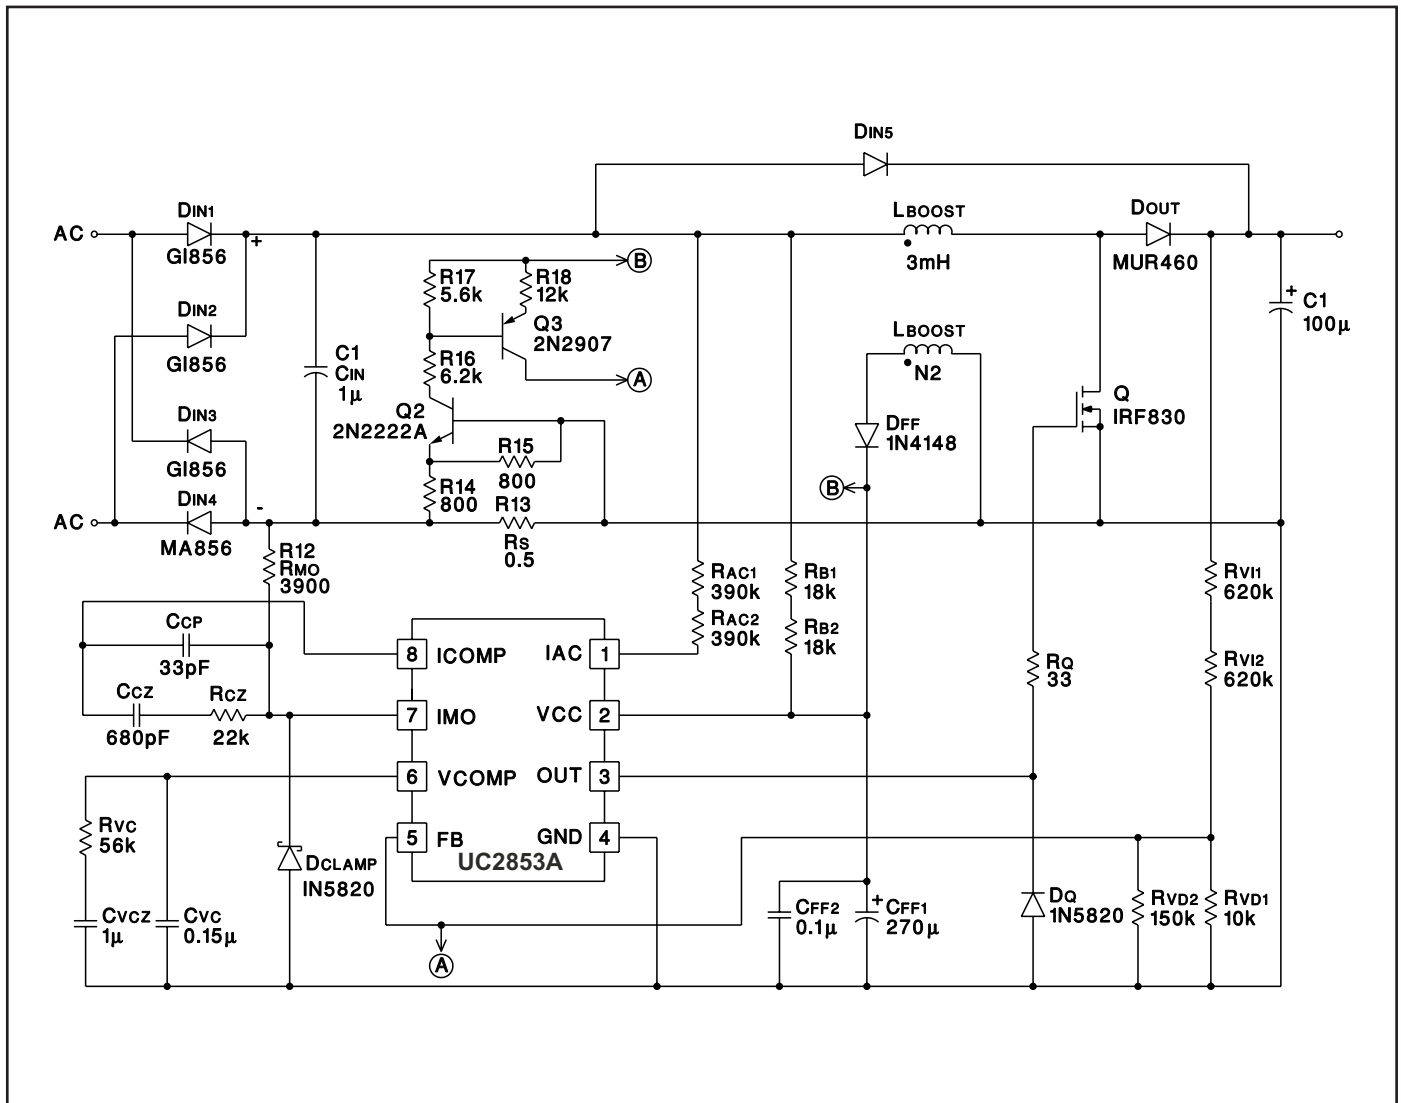 DIN5
DIN1
AC
+
GI856
LBOOST
3mH
DOUT
MUR460
B
R17
5.6k
R18
12k
DIN2
GI856
Q3
2N2907
C1
CIN
1µ
R16
6.2k
A
LBOOST
N2
+
C1
100µ
DIN3
GI856
Q2
2N2222A
R15
800
DFF
1N4148
Q
IRF830
DIN4
AC
-
MA856
R14
800
R13
RS
0.5
B
R12
RMO
3900
RAC1
390k
RAC2
390k
RB1
18k
RB2
18k
RVI1
620k
CCP
33pF
8 ICOMP
IAC 1
RQ
33
RVI2
620k
CCZ
680pF
RCZ
22k
7 IMO
VCC 2
6 VCOMP
OUT 3
5 FB
GND 4
UC2853A
RVC
56k
DCLAMP
IN5820
CVCZ
1µ
CVC
0.15µ
A
CFF2
0.1µ
+
CFF1
270µ
DQ
1N5820
RVD2
150k
RVD1
10k